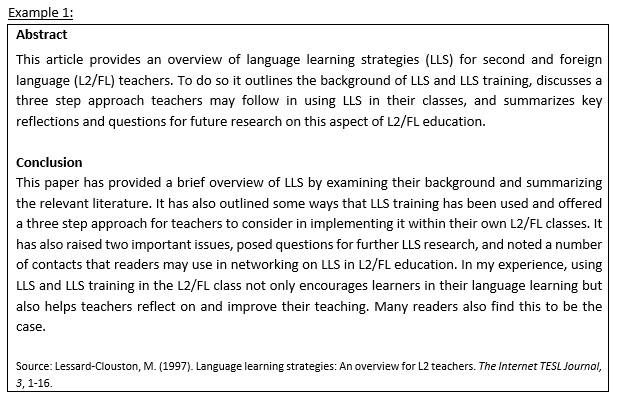 Example 1:
Abstract
This article provides an overview of language learning strategies (LLS) for second and foreign
language (L2/FL) teachers. To do so it outlines the background of LLS and LLS training, discusses a
three step approach teachers may follow in using LLS in their classes, and summarizes key
reflections and questions for future research on this aspect of L2/FL education.
Conclusion
This paper has provided a brief overview of LLS by examining their background and summarizing
the relevant literature. It has also outlined some ways that LLS training has been used and offered
a three step approach for teachers to consider in implementing it within their own L2/FL classes. It
has also raised two important issues, posed questions for further LLS research, and noted a number
of contacts that readers may use in networking on LLS in L2/FL education. In my experience, using
LLS and LLS training in the L2/FL class not only encourages learners in their language learning but
also helps teachers reflect on and improve their teaching. Many readers also find this to be the
case.
Source: Lessard-Clouston, M. (1997). Language learning strategies: An overview for L2 teachers. The Internet TESL Journal,
3, 1-16.